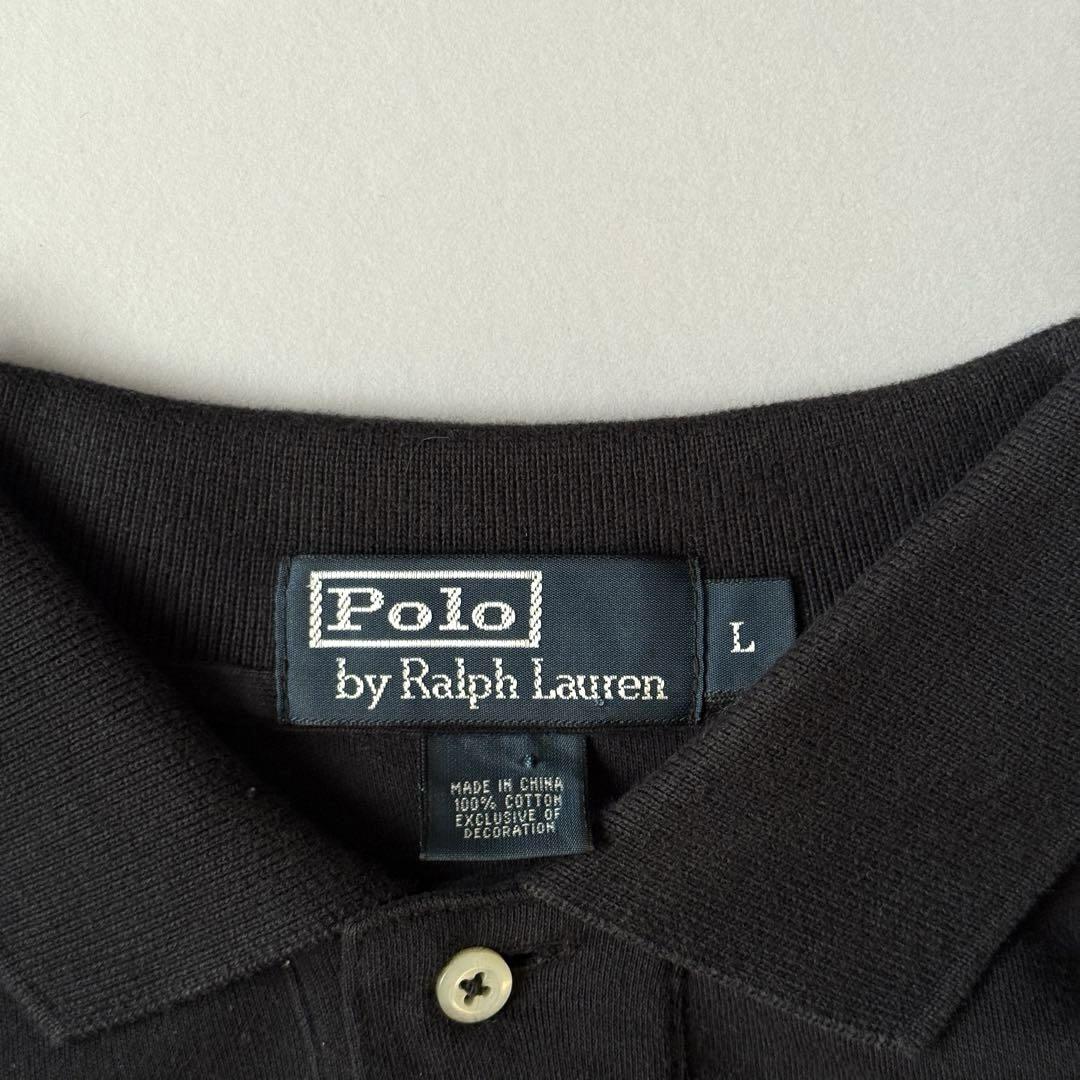 Polo
by Ralph Lauren
L
MADE IN CHINA
100% COTTON
EXCLUSIVE OF
DECORATION